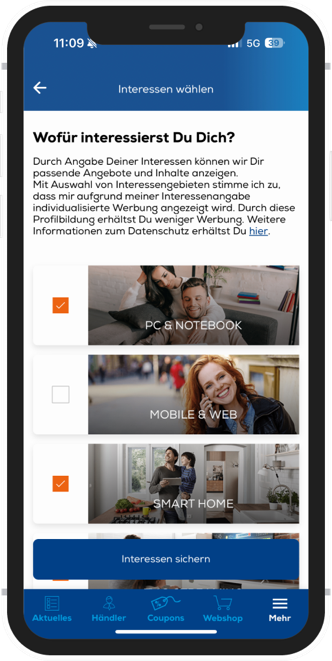 11:09
5G 39
Interessen wählen
Wofür interessierst Du Dich?
Durch Angabe Deiner Interessen können wir Dir
passende Angebote und Inhalte anzeigen.
Mit Auswahl von Interessengebieten stimme ich zu,
dass mir aufgrund meiner Interessenangabe
individualisierte Werbung angezeigt wird. Durch diese
Profilbildung erhältst Du weniger Werbung. Weitere
Informationen zum Datenschutz erhältst Du hier.
PC & NOTEBOOK
MOBILE & WEB
SMART HOME
Interessen sichern
Aktuelles Händler Coupons Webshop Mehr